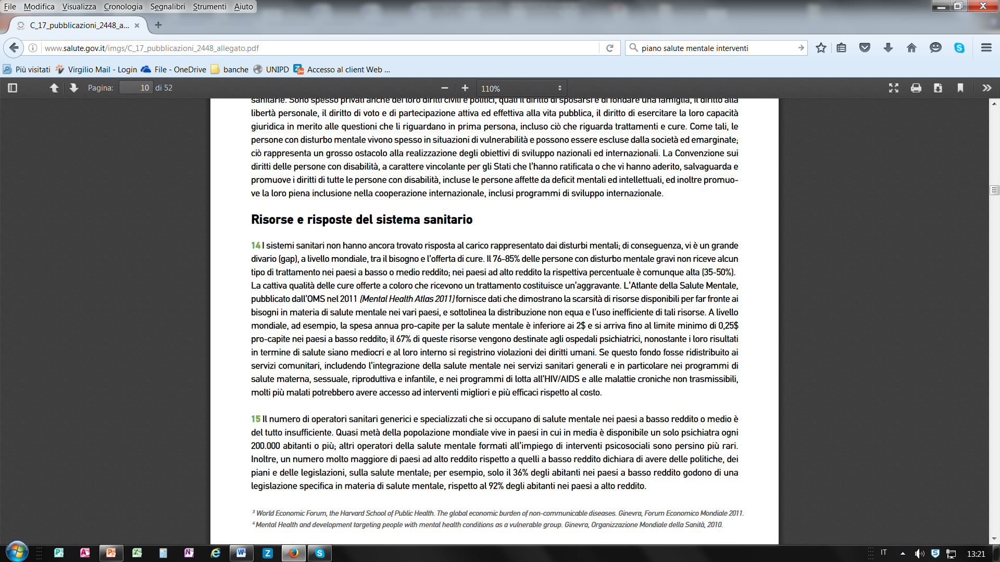 File Modifica Visualizza Cronologia Segnalibri Strumenti Aiuto
C_17_pubblicazioni_2448_a...
www.salute.gov.it/imgs/C_17_pubblicazioni_2448_allegato.pdf
piano salute mentale interventi
Più visitati Virgilio Mail - Login File - OneDrive banche UNIPD Accesso al client Web ...
Pagina: 10 di 52
110%
sanitarie. Sono spesso privati anche dei loro diritti civili e politici, quali il diritto di sposarsi e di fondare una famiglia, il diritto alla
libertà personale, il diritto di voto e di partecipazione attiva ed effettiva alla vita pubblica, il diritto di esercitare la loro capacità
giuridica in merito alle questioni che li riguardano in prima persona, incluso ciò che riguarda trattamenti e cure. Come tali, le
persone con disturbo mentale vivono spesso in situazioni di vulnerabilità e possono essere escluse dalla società ed emarginate;
ciò rappresenta un grosso ostacolo alla realizzazione degli obiettivi di sviluppo nazionali ed internazionali. La Convenzione sui
diritti delle persone con disabilità, a carattere vincolante per gli Stati che l'hanno ratificata o che vi hanno aderito, salvaguarda e
promuove i diritti di tutte le persone con disabilità, incluse le persone affette da deficit mentali ed intellettuali, ed inoltre promuo-
ve la loro piena inclusione nella cooperazione internazionale, inclusi programmi di sviluppo internazionale.
Risorse e risposte del sistema sanitario
14 I sistemi sanitari non hanno ancora trovato risposta al carico rappresentato dai disturbi mentali; di conseguenza, vi è un grande
divario (gap), a livello mondiale, tra il bisogno e l'offerta di cure. Il 76-85% delle persone con disturbo mentale gravi non riceve alcun
tipo di trattamento nei paesi a basso o medio reddito; nei paesi ad alto reddito la rispettiva percentuale è comunque alta (35-50%).
La cattiva qualità delle cure offerte a coloro che ricevono un trattamento costituisce un'aggravante. L'Atlante della Salute Mentale,
pubblicato dall'OMS nel 2011 (Mental Health Atlas 2011) fornisce dati che dimostrano la scarsità di risorse disponibili per far fronte ai
bisogni in materia di salute mentale nei vari paesi, e sottolinea la distribuzione non equa e l'uso inefficiente di tali risorse. A livello
mondiale, ad esempio, la spesa annua pro-capite per la salute mentale è inferiore ai 2$ e si arriva fino al limite minimo di 0,25$
pro-capite nei paesi a basso reddito; il 67% di queste risorse vengono destinate agli ospedali psichiatrici, nonostante i loro risultati
in termine di salute siano mediocri e al loro interno si registrino violazioni dei diritti umani. Se questo fondo fosse ridistribuito ai
servizi comunitari, includendo l'integrazione della salute mentale nei servizi sanitari generali e in particolare nei programmi di
salute materna, sessuale, riproduttiva e infantile, e nei programmi di lotta all'HIV/AIDS e alle malattie croniche non trasmissibili,
molti più malati potrebbero avere accesso ad interventi migliori e più efficaci rispetto al costo.
15 Il numero di operatori sanitari generici e specializzati che si occupano di salute mentale nei paesi a basso reddito o medio è
del tutto insufficiente. Quasi metà della popolazione mondiale vive in paesi in cui in media è disponibile un solo psichiatra ogni
200.000 abitanti o più; altri operatori della salute mentale formati all'impiego di interventi psicosociali sono persino più rari.
Inoltre, un numero molto maggiore di paesi ad alto reddito rispetto a quelli a basso reddito dichiara di avere delle politiche, dei
piani e delle legislazioni, sulla salute mentale; per esempio, solo il 36% degli abitanti nei paesi a basso reddito godono di una
legislazione specifica in materia di salute mentale, rispetto al 92% degli abitanti nei paesi a alto reddito.
³ World Economic Forum, the Harvard School of Public Health. The global economic burden of non-communicable diseases. Ginevra, Forum Economico Mondiale 2011.
⁴ Mental Health and development targeting people with mental health conditions as a vulnerable group. Ginevra, Organizzazione Mondiale della Sanità, 2010.
IT 13:21